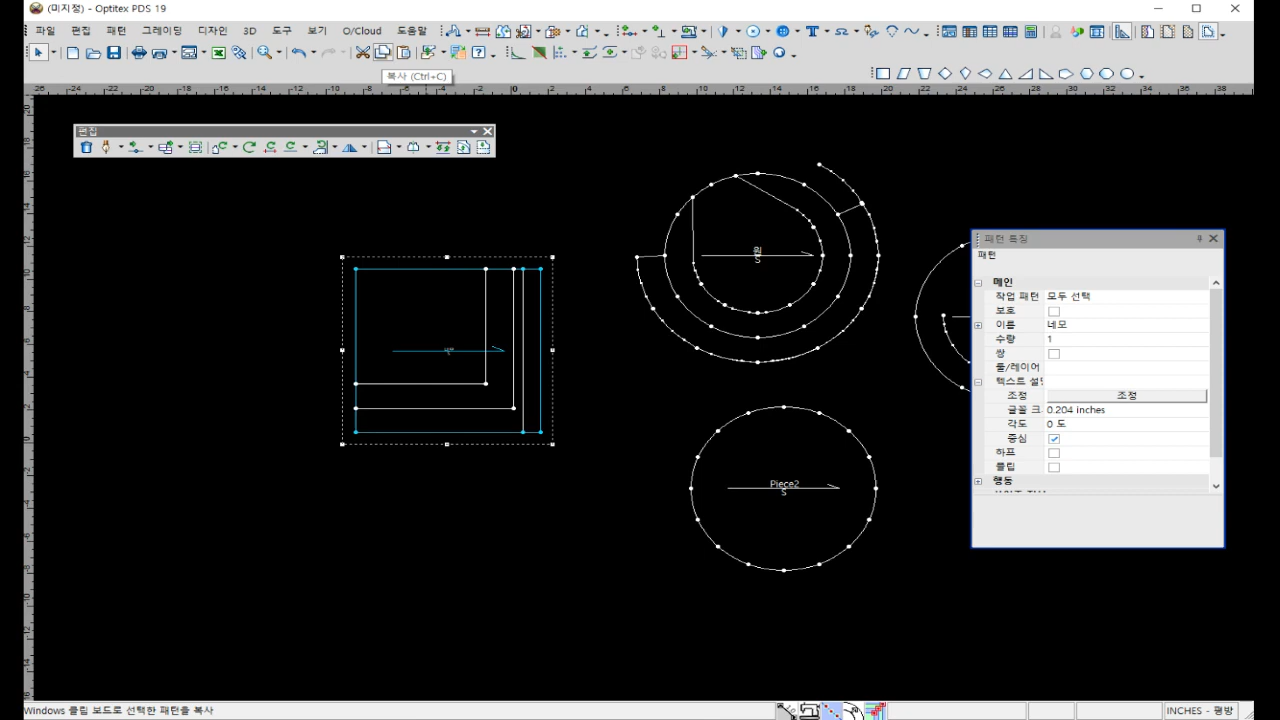 (미지정) - Optitex PDS 19
파일 편집 패턴 그레이딩 디자인 3D 도구 보기 O/Cloud 도움말
복사 (Ctrl+C)
편집
원
S
패턴 특징
패턴
메인
작업 패턴 모두 선택
보호
이름 네모
수량 1
쌍
툴/레이어
텍스트 설정
조정 조정
글꼴 크 0.204 inches
각도 0 도
중심
하프
클립
행동
Piece2
S
Windows 클립 보드로 선택한 패턴을 복사
INCHES - 평방